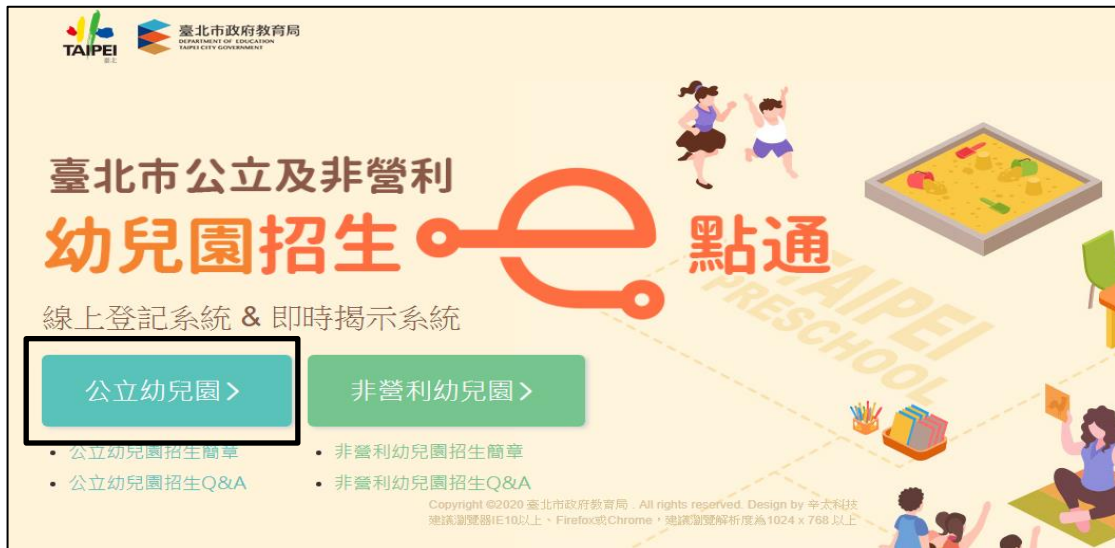 TAIPEI
臺北
臺北市政府教育局
DEPARTMENT OF EDUCATION
TAIPEI CITY GOVERNMENT
臺北市公立及非營利
幼兒園招生e點通
線上登記系統 & 即時揭示系統
公立幼兒園>
非營利幼兒園>
• 公立幼兒園招生簡章
• 非營利幼兒園招生簡章
• 公立幼兒園招生Q&A
• 非營利幼兒園招生Q&A
TAIPEI
PRESCHOOL
Copyright ©2020 臺北市政府教育局 . All rights reserved. Design by 辛太科技
建議瀏覽器IE10以上、Firefox或Chrome,建議瀏覽解析度為1024 x 768 以上